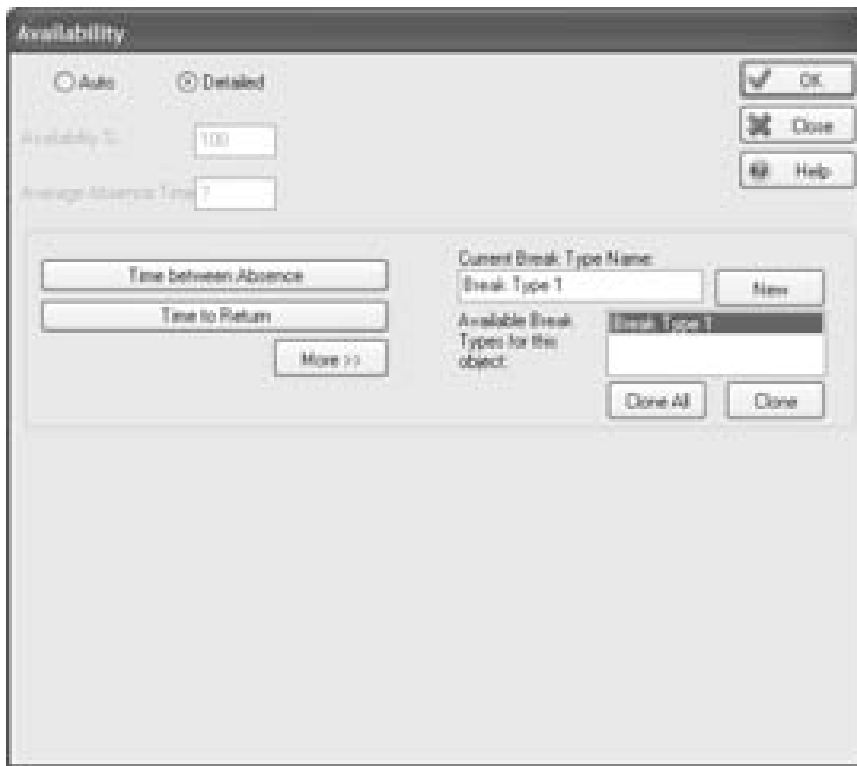 Availability
Auto
Detailed
OK
Availability %
100
Close
Average Absence Time
7
Help
Time between Absence
Time to Return
More >>
Current Break Type Name:
Break Type 1
New
Available Break
Types for this
object:
Break Type 1
Clone All
Clone